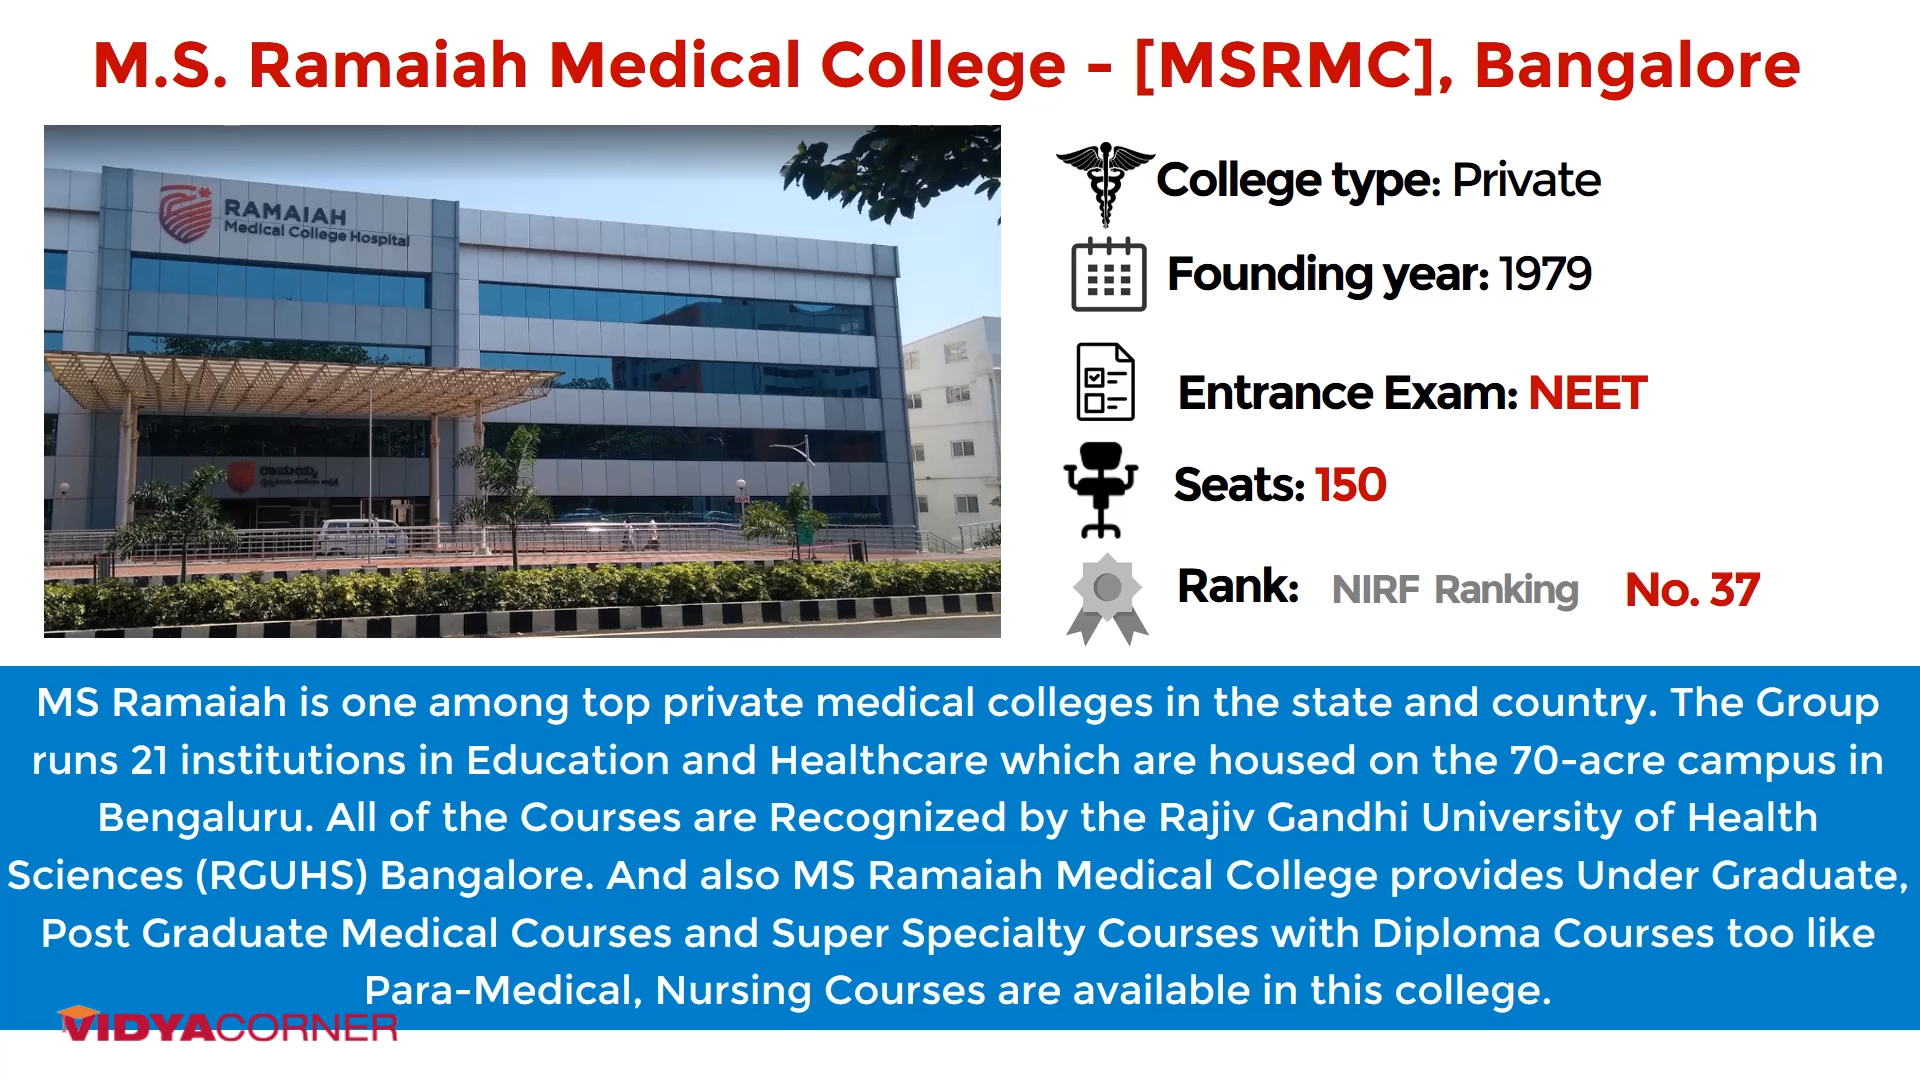 M.S. Ramaiah Medical College - [MSRMC], Bangalore
RAMAIAH
Medical College Hospital
ರಾಮಯ್ಯ
College type: Private
Founding year: 1979
Entrance Exam: NEET
Seats: 150
Rank: NIRF Ranking No. 37
MS Ramaiah is one among top private medical colleges in the state and country. The Group
runs 21 institutions in Education and Healthcare which are housed on the 70-acre campus in
Bengaluru. All of the Courses are Recognized by the Rajiv Gandhi University of Health
Sciences (RGUHS) Bangalore. And also MS Ramaiah Medical College provides Under Graduate,
Post Graduate Medical Courses and Super Specialty Courses with Diploma Courses too like
Para-Medical, Nursing Courses are available in this college.
VIDYACORNER